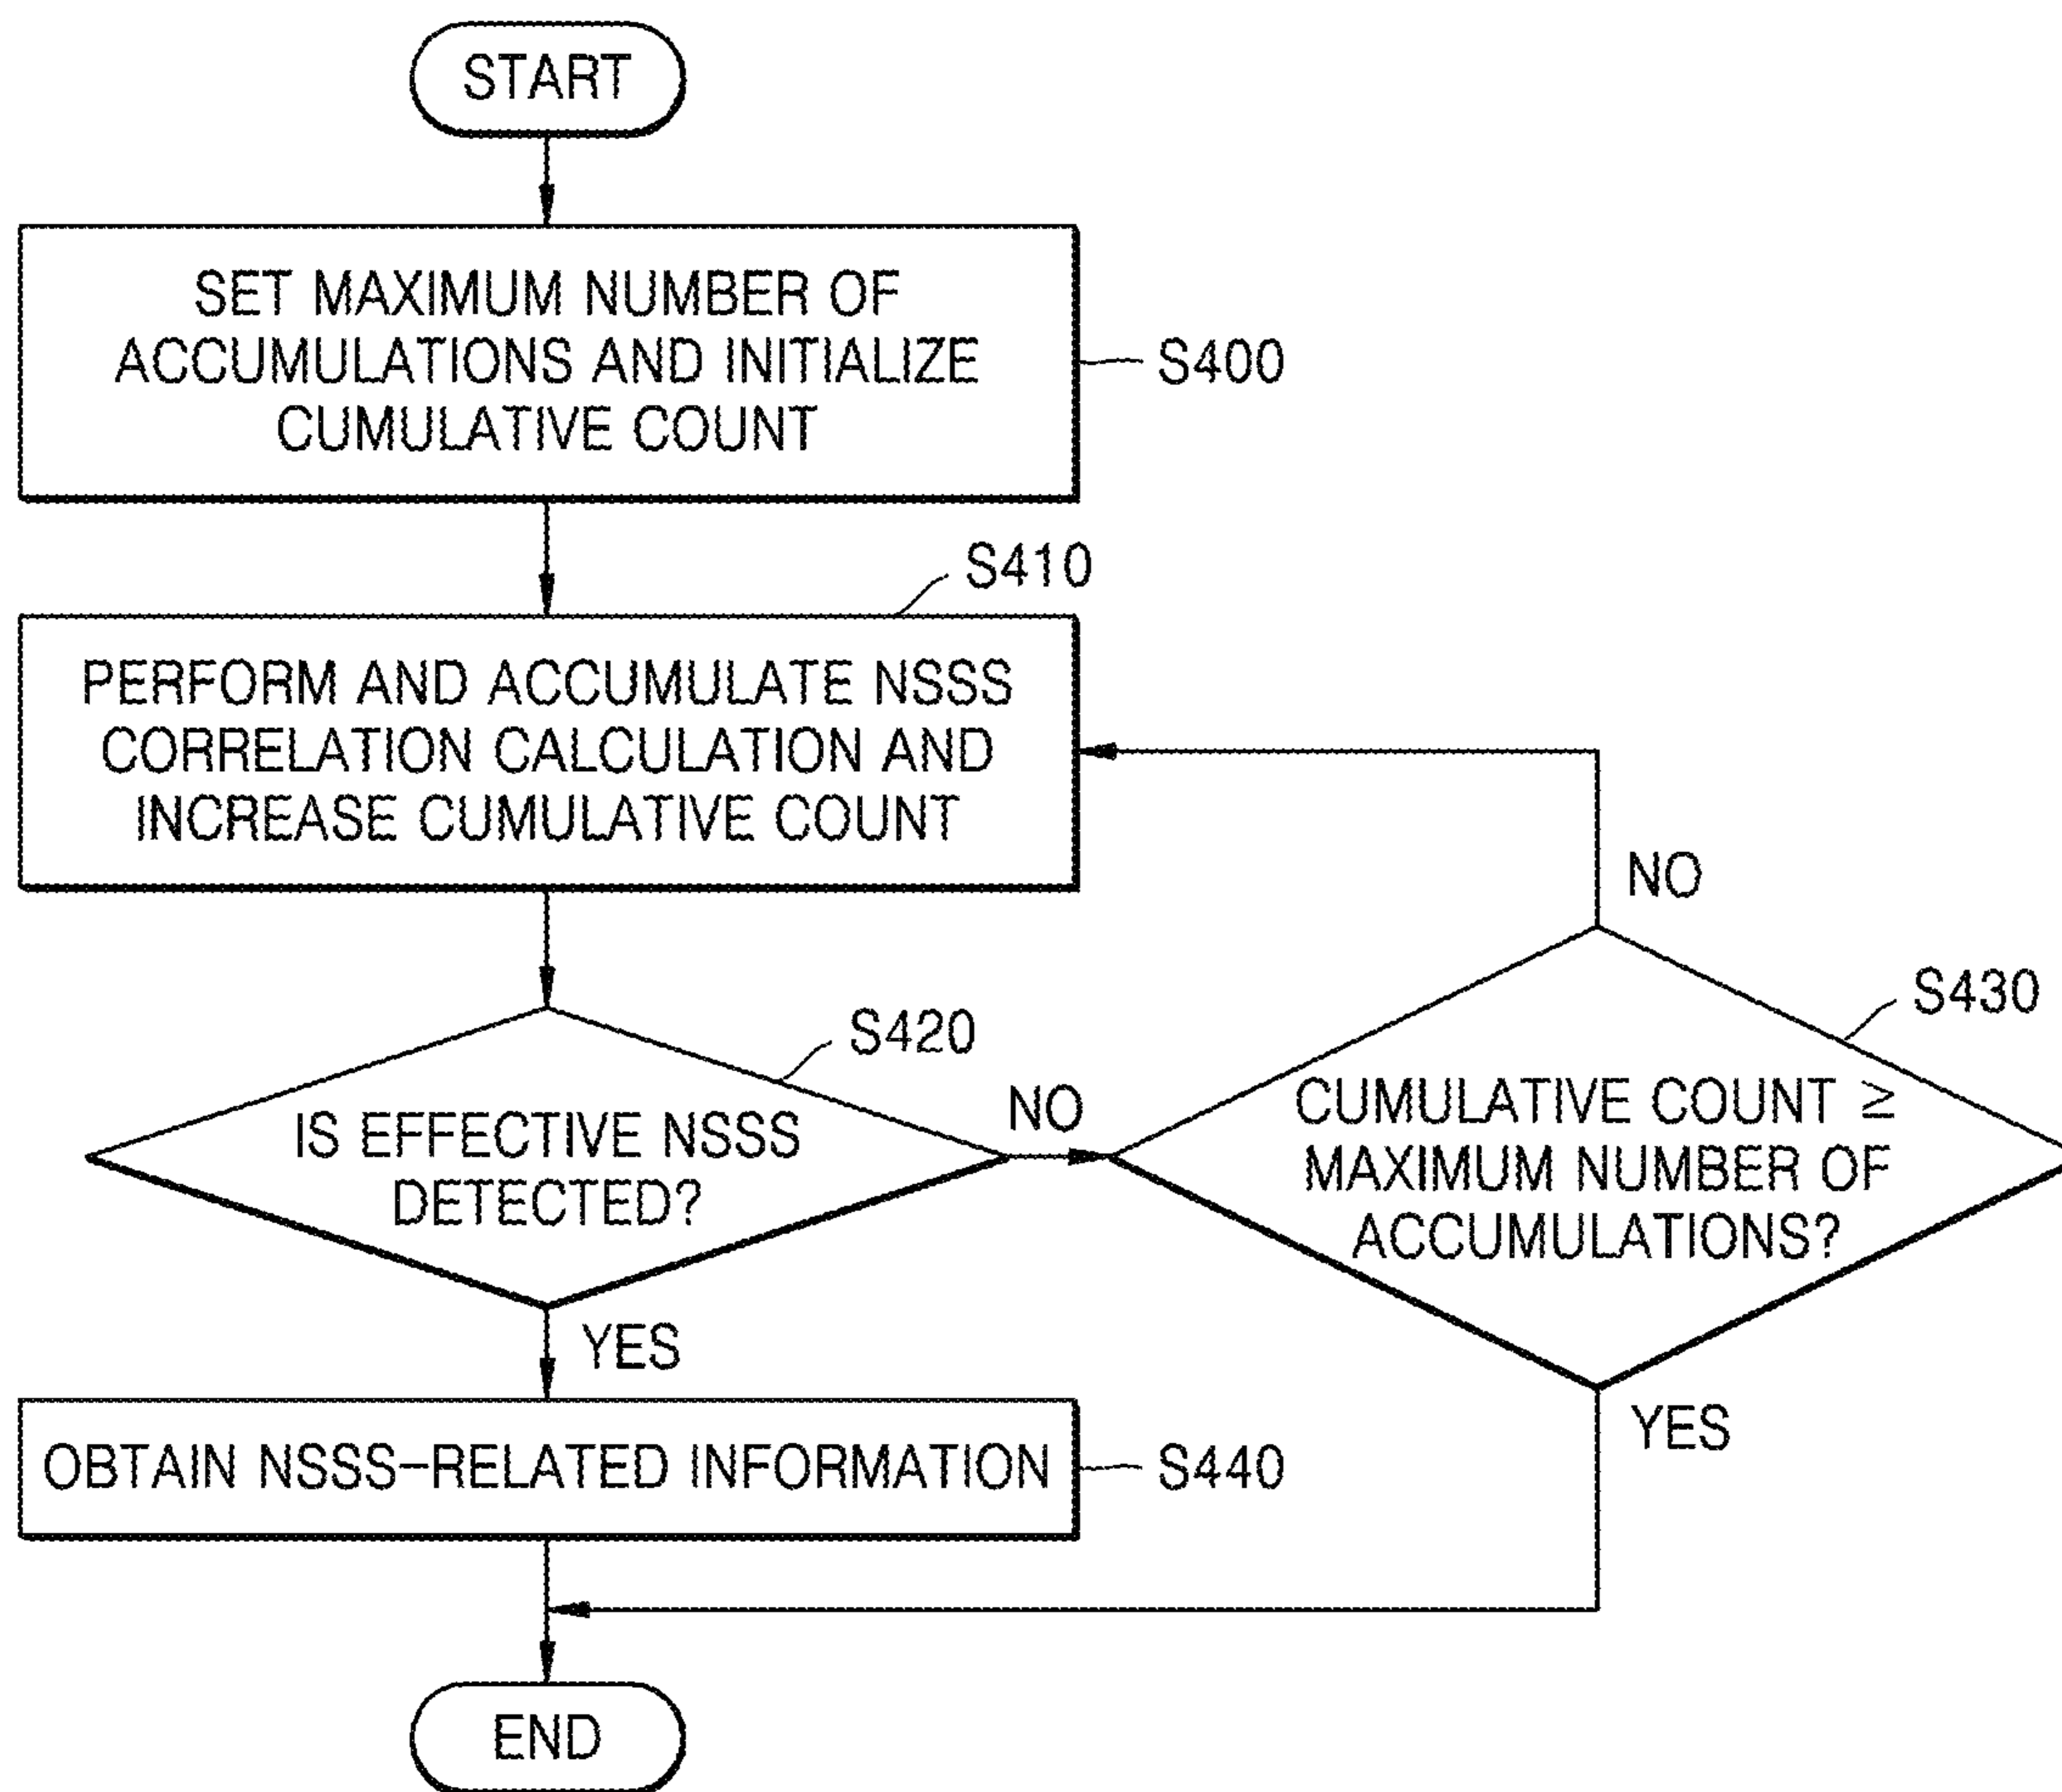 START
SET MAXIMUM NUMBER OF
ACCUMULATIONS AND INITIALIZE
CUMULATIVE COUNT
S400
S410
PERFORM AND ACCUMULATE NSSS
CORRELATION CALCULATION AND
INCREASE CUMULATIVE COUNT
NO
S430
S420
IS EFFECTIVE NSSS
DETECTED?
NO
CUMULATIVE COUNT ≥
MAXIMUM NUMBER OF
ACCUMULATIONS?
YES
YES
OBTAIN NSSS-RELATED INFORMATION
S440
END